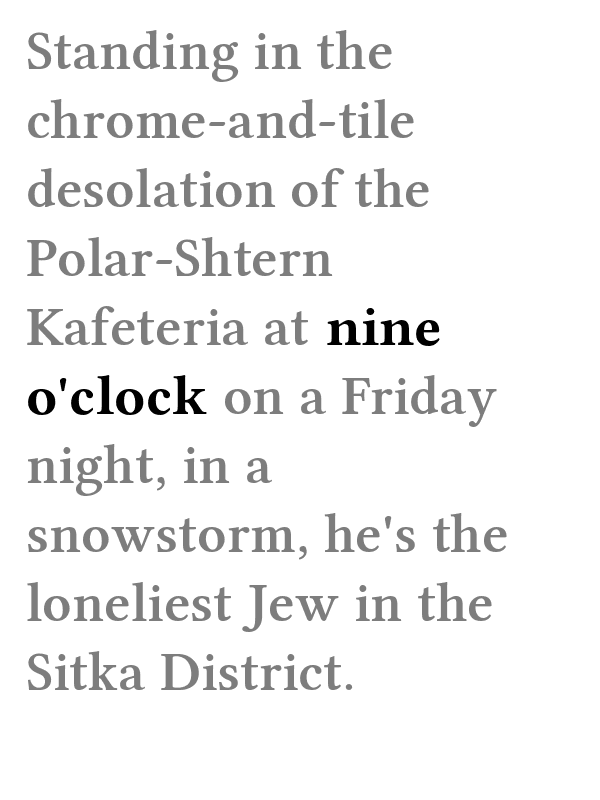 Standing in the
chrome-and-tile
desolation of the
Polar-Shtern
Kafeteria at nine
o'clock on a Friday
night, in a
snowstorm, he's the
loneliest Jew in the
Sitka District.